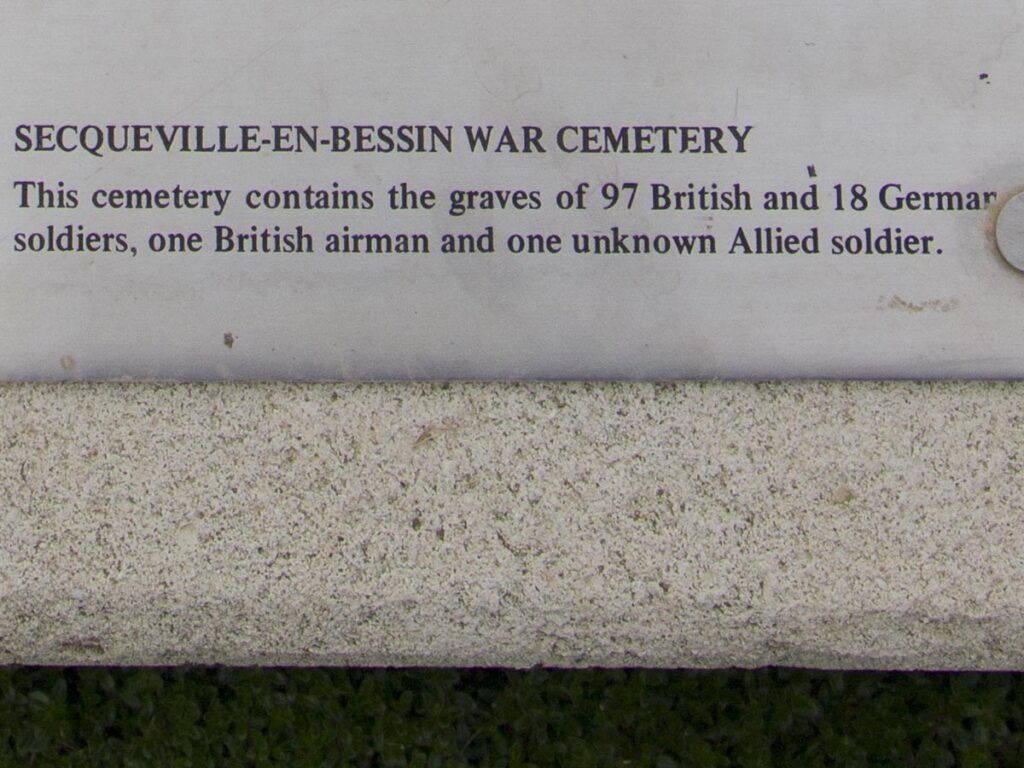 SECQUEVILLE-EN-BESSIN WAR CEMETERY
This cemetery contains the graves of 97 British and 18 German
soldiers, one British airman and one unknown Allied soldier.